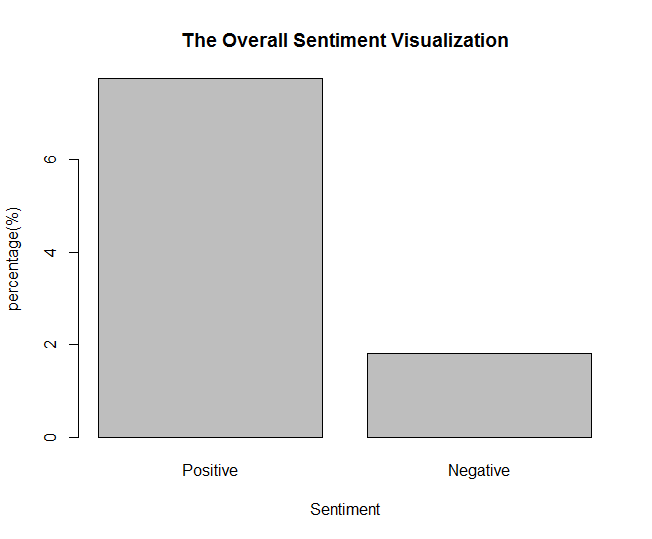 The Overall Sentiment Visualization
percentage(%)
6
4
2
0
Positive
Negative
Sentiment